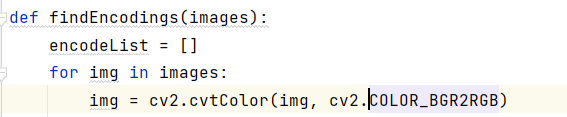 def findEncodings(images):
    encodeList = []
    for img in images:
        img = cv2.cvtColor(img, cv2.COLOR_BGR2RGB)